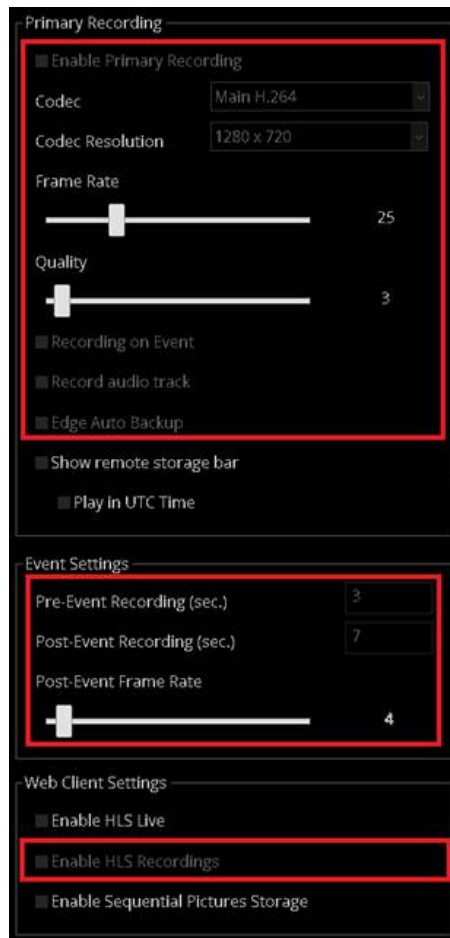 Primary Recording
Enable Primary Recording
Codec Main H.264
Codec Resolution 1280 x 720
Frame Rate
25
Quality
3
Recording on Event
Record audio track
Edge Auto Backup
Show remote storage bar
Play in UTC Time
Event Settings
Pre-Event Recording (sec.) 3
Post-Event Recording (sec.) 7
Post-Event Frame Rate
4
Web Client Settings
Enable HLS Live
Enable HLS Recordings
Enable Sequential Pictures Storage